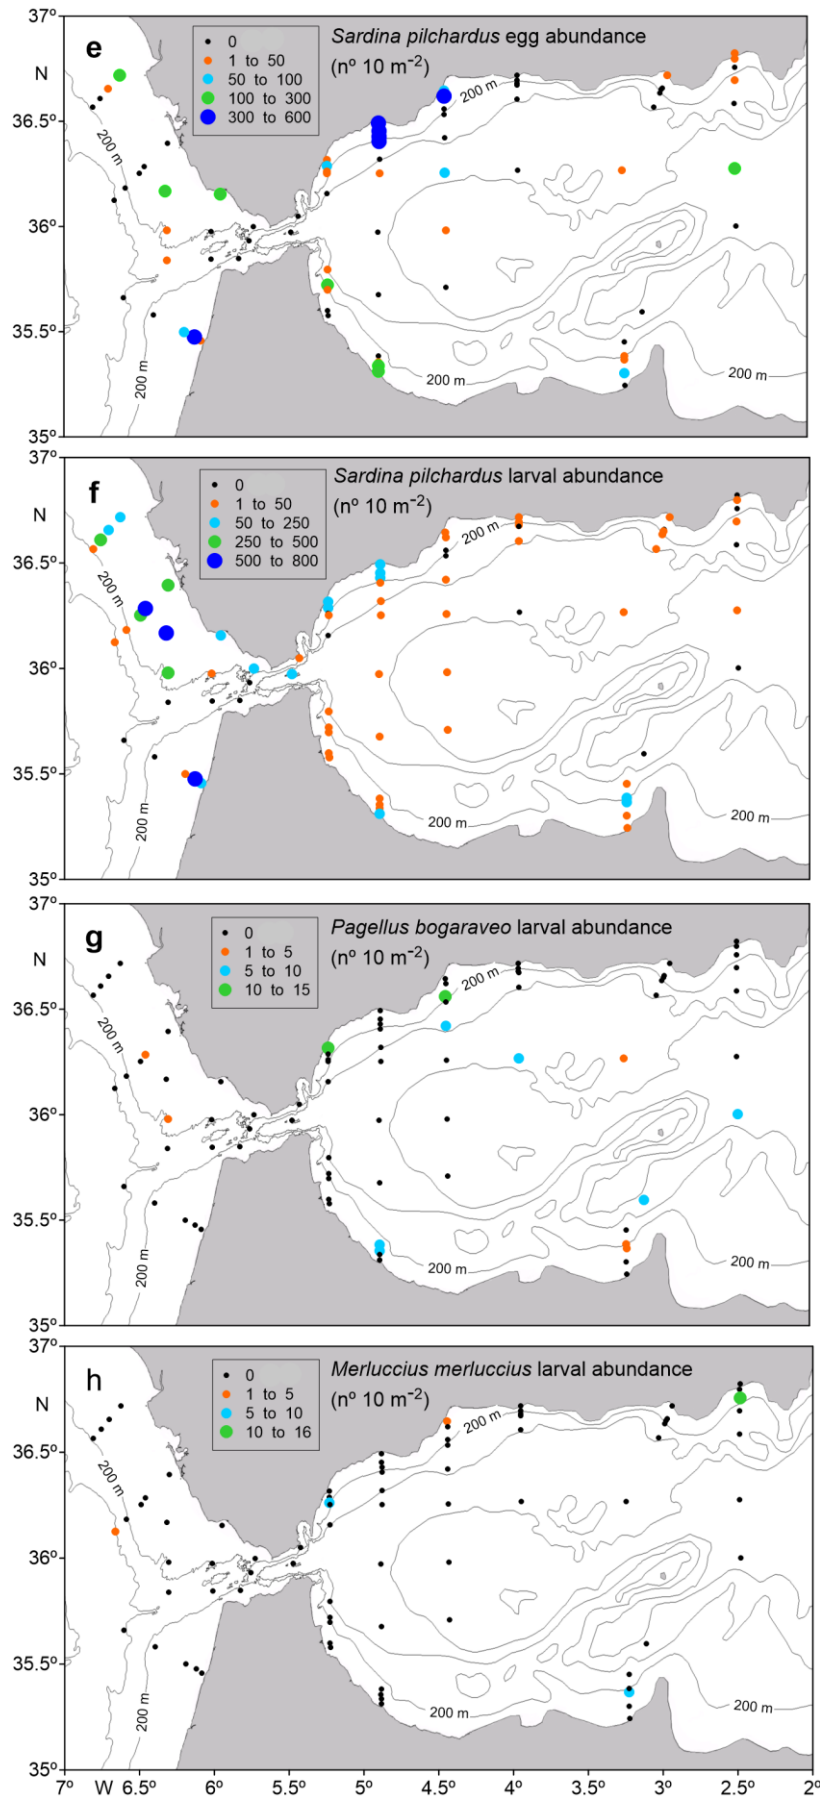 37º
e
0
1 to 50
50 to 100
100 to 300
300 to 600
Sardina pilchardus egg abundance
(nº 10 m⁻²)
N
36.5º
36º
35.5º
35º
200 m
200 m
200 m
200 m
200 m
37º
f
0
1 to 50
50 to 250
250 to 500
500 to 800
Sardina pilchardus larval abundance
(nº 10 m⁻²)
N
36.5º
36º
35.5º
35º
200 m
200 m
200 m
200 m
200 m
37º
g
0
1 to 5
5 to 10
10 to 15
Pagellus bogaraveo larval abundance
(nº 10 m⁻²)
N
36.5º
36º
35.5º
35º
200 m
200 m
200 m
200 m
200 m
37º
h
0
1 to 5
5 to 10
10 to 16
Merluccius merluccius larval abundance
(nº 10 m⁻²)
N
36.5º
36º
35.5º
35º
200 m
200 m
200 m
200 m
200 m
7º W 6.5º 6º 5.5º 5º 4.5º 4º 3.5º 3º 2.5º 2º